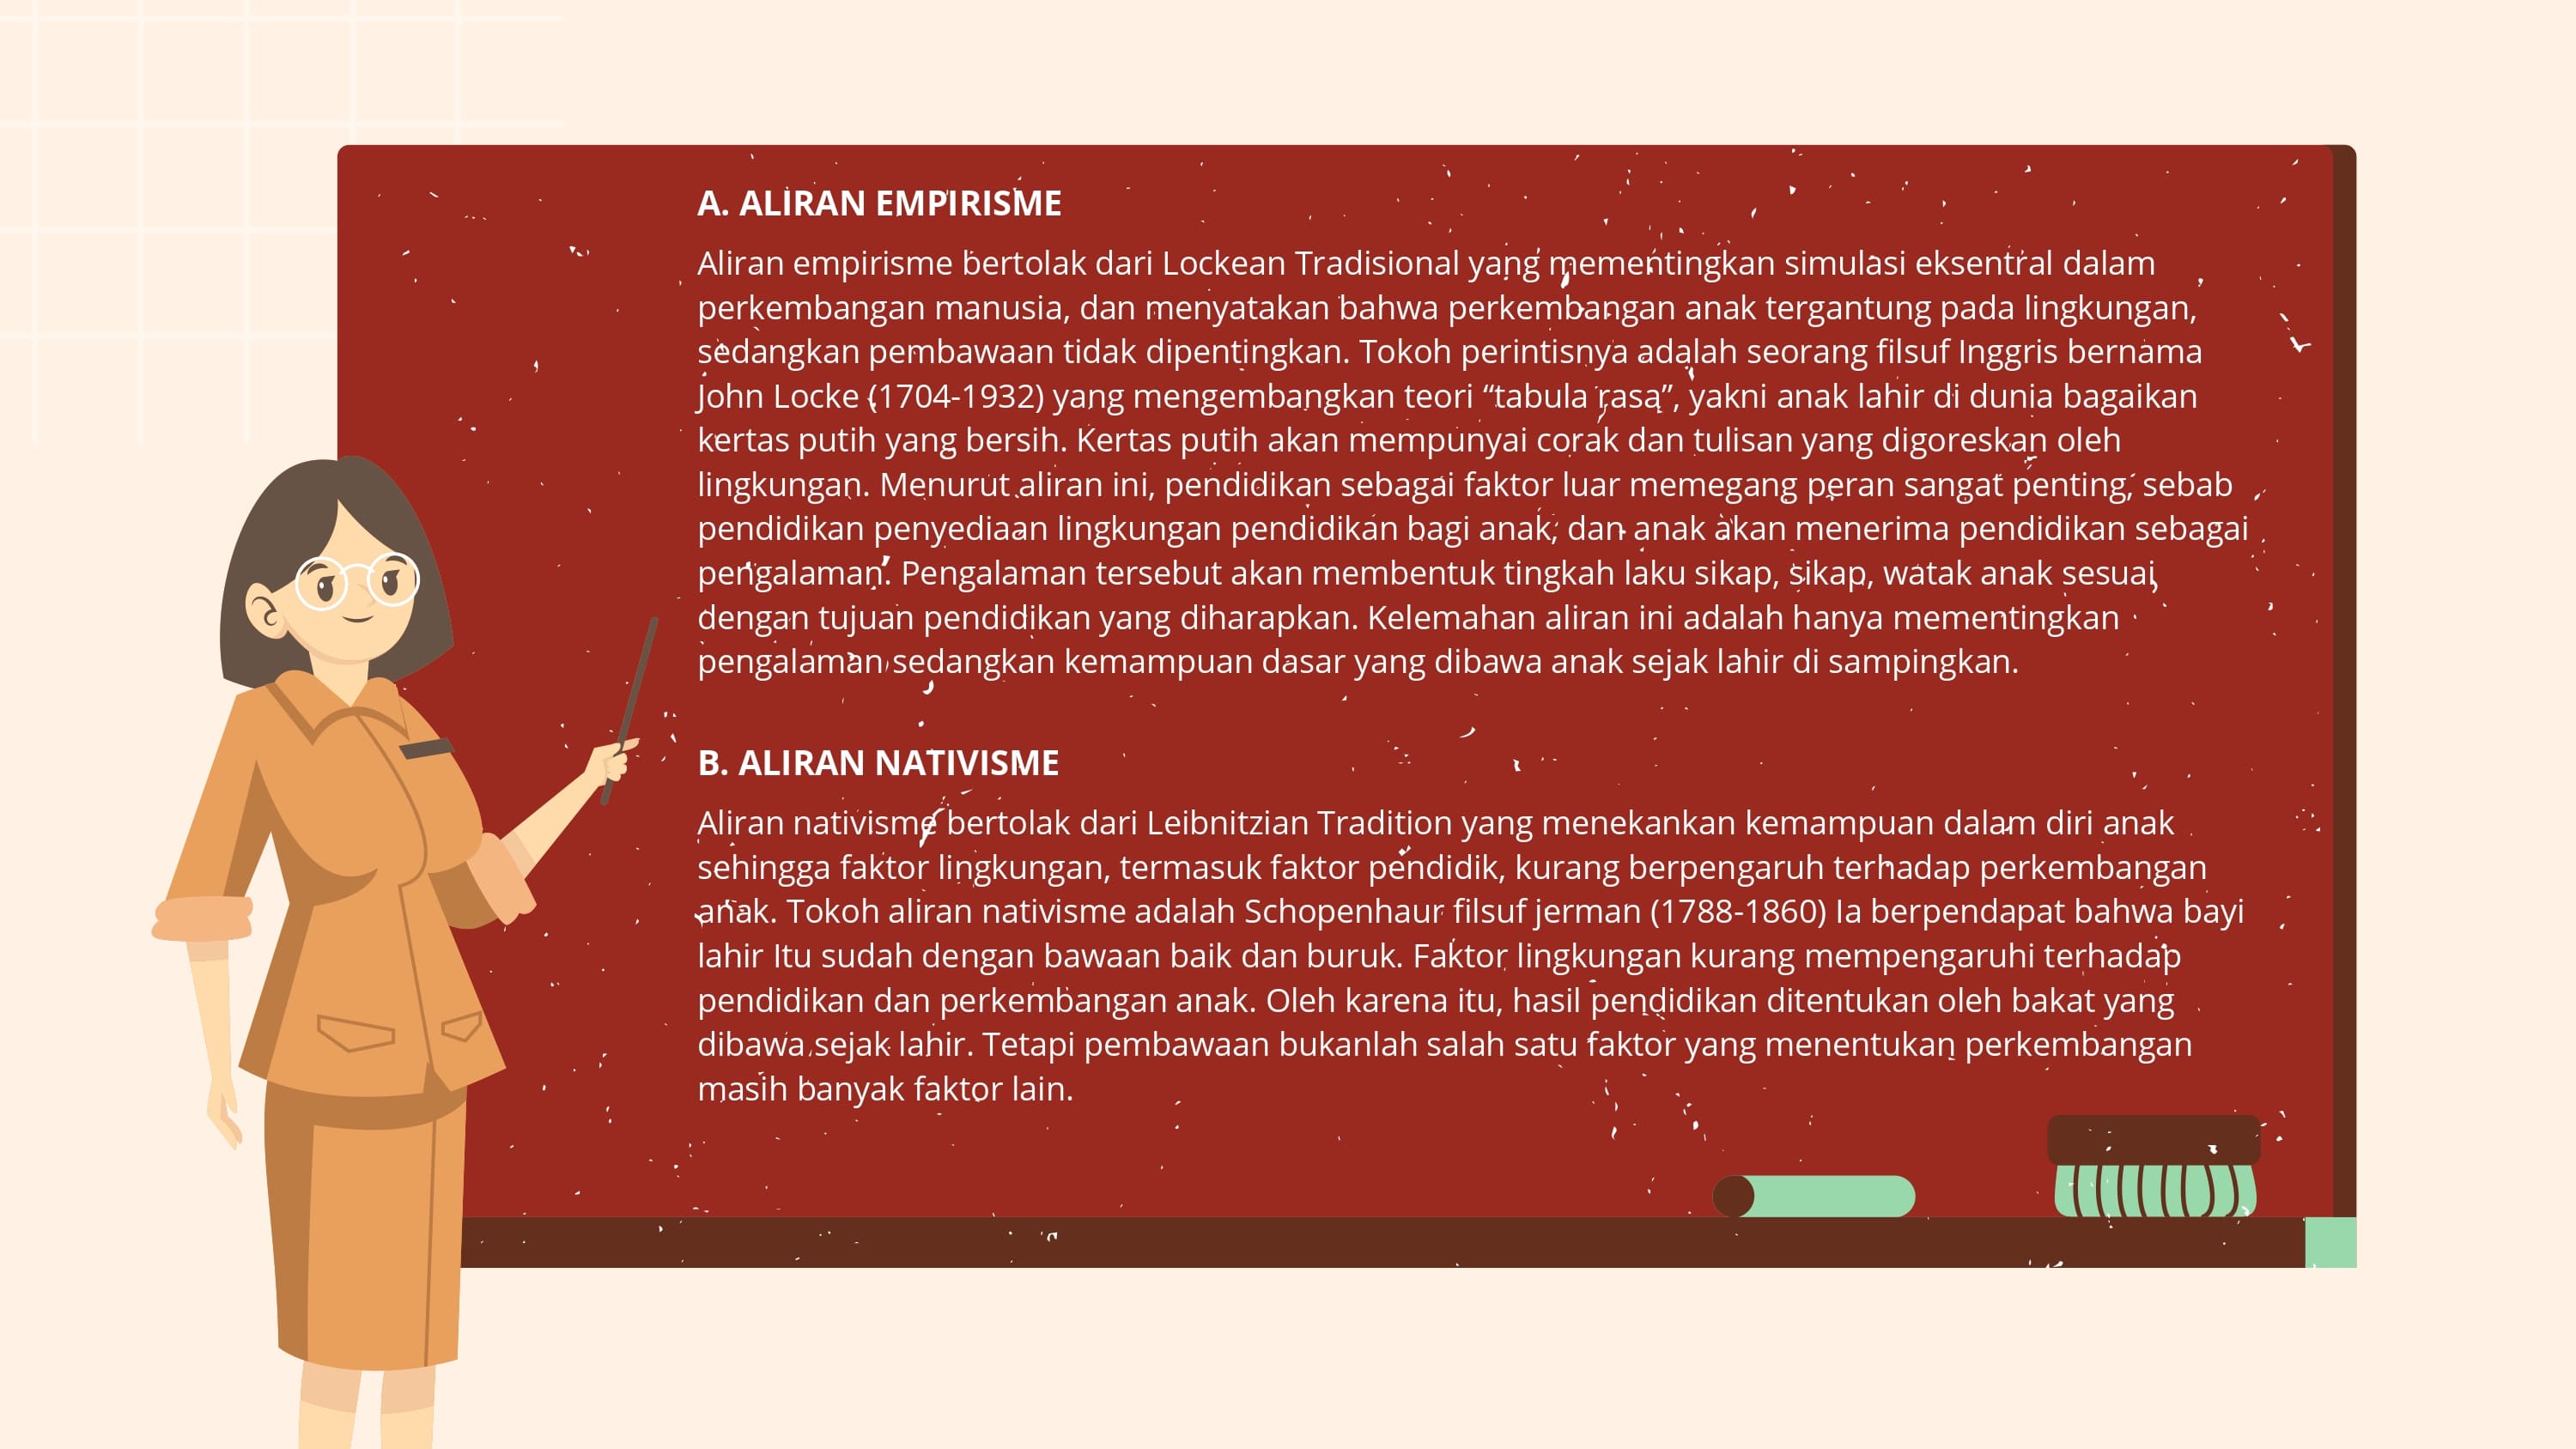 A. ALIRAN EMPIRISME
Aliran empirisme bertolak dari Lockean Tradisional yang mementingkan simulasi eksentral dalam
perkembangan manusia, dan menyatakan bahwa perkembangan anak tergantung pada lingkungan,
sedangkan pembawaan tidak dipentingkan. Tokoh perintisnya adalah seorang filsuf Inggris bernama
John Locke (1704-1932) yang mengembangkan teori “tabula rasa”, yakni anak lahir di dunia bagaikan
kertas putih yang bersih. Kertas putih akan mempunyai corak dan tulisan yang digoreskan oleh
lingkungan. Menurut aliran ini, pendidikan sebagai faktor luar memegang peran sangat penting, sebab
pendidikan penyediaan lingkungan pendidikan bagi anak, dan anak akan menerima pendidikan sebagai
pengalaman. Pengalaman tersebut akan membentuk tingkah laku sikap, sikap, watak anak sesuai
dengan tujuan pendidikan yang diharapkan. Kelemahan aliran ini adalah hanya mementingkan
pengalaman sedangkan kemampuan dasar yang dibawa anak sejak lahir di sampingkan.
B. ALIRAN NATIVISME
Aliran nativisme bertolak dari Leibnitzian Tradition yang menekankan kemampuan dalam diri anak
sehingga faktor lingkungan, termasuk faktor pendidik, kurang berpengaruh terhadap perkembangan
anak. Tokoh aliran nativisme adalah Schopenhaur filsuf jerman (1788-1860) Ia berpendapat bahwa bayi
lahir Itu sudah dengan bawaan baik dan buruk. Faktor lingkungan kurang mempengaruhi terhadap
pendidikan dan perkembangan anak. Oleh karena itu, hasil pendidikan ditentukan oleh bakat yang
dibawa sejak lahir. Tetapi pembawaan bukanlah salah satu faktor yang menentukan perkembangan
masih banyak faktor lain.